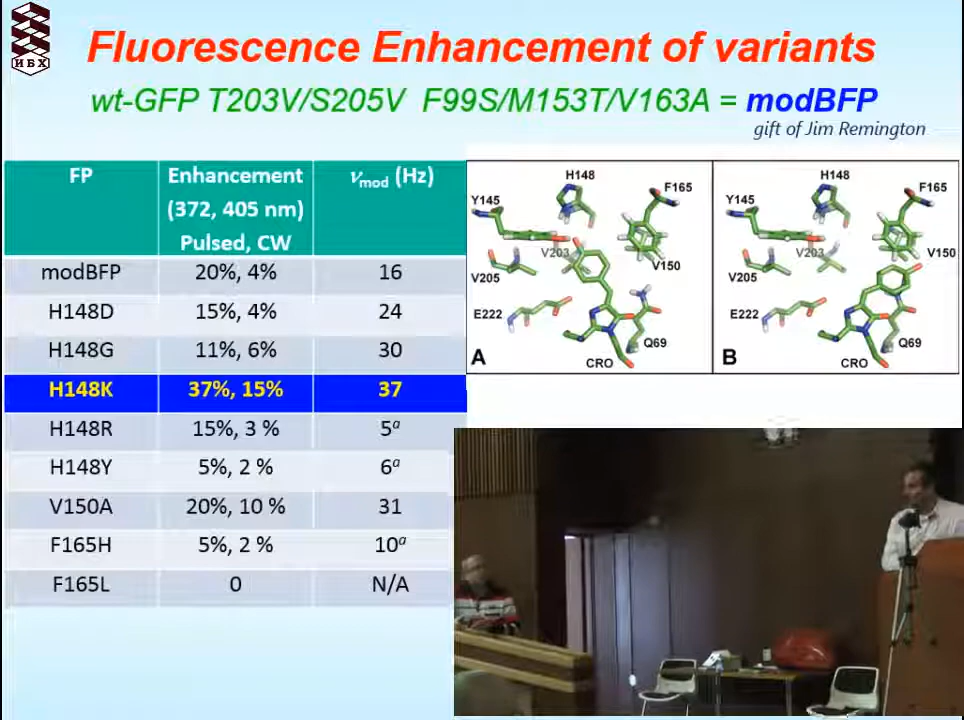 ИБХ
Fluorescence Enhancement of variants
wt-GFP T203V/S205V F99S/M153T/V163A = modBFP
gift of Jim Remington
FP Enhancement (372, 405 nm) Pulsed, CW νmod (Hz)
modBFP 20%, 4% 16
H148D 15%, 4% 24
H148G 11%, 6% 30
H148K 37%, 15% 37
H148R 15%, 3 % 5a
H148Y 5%, 2 % 6a
V150A 20%, 10 % 31
F165H 5%, 2 % 10a
F165L 0 N/A
H148
F165
Y145
V203
V150
V205
E222
Q69
A
CRO
H148
F165
Y145
V203
V150
V205
E222
Q69
B
CRO